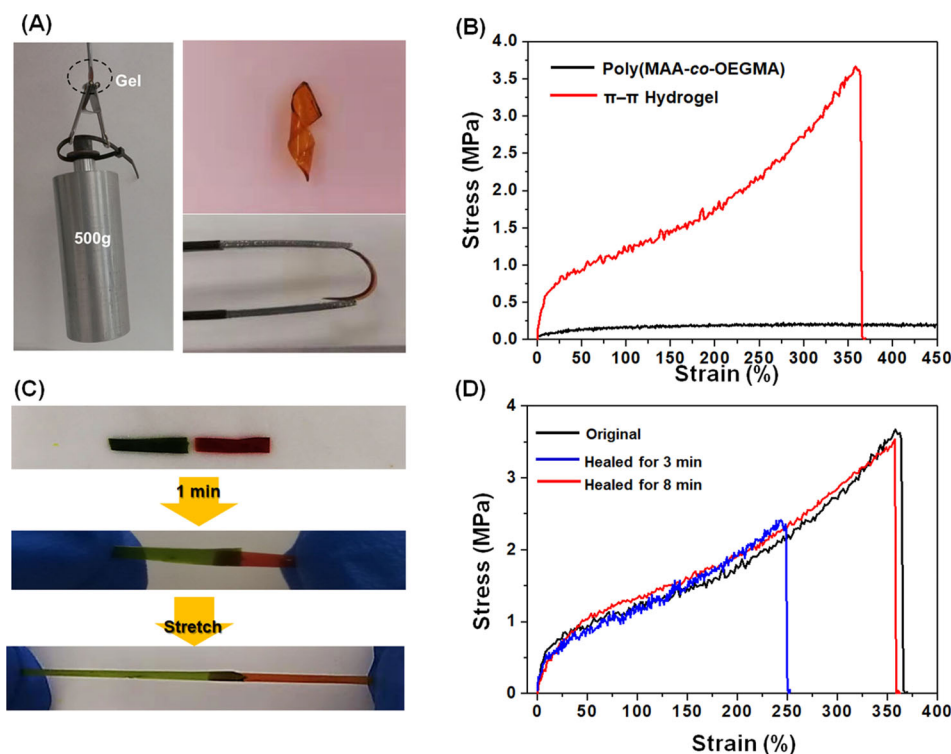 (A)
Gel
500g
(B)
Poly(MAA-co-OEGMA)
π–π Hydrogel
Stress (MPa)
4.0
3.5
3.0
2.5
2.0
1.5
1.0
0.5
0.0
0 50 100 150 200 250 300 350 400 450
Strain (%)
(C)
1 min
Stretch
(D)
Original
Healed for 3 min
Healed for 8 min
Stress (MPa)
4
3
2
1
0
0 50 100 150 200 250 300 350 400
Strain (%)